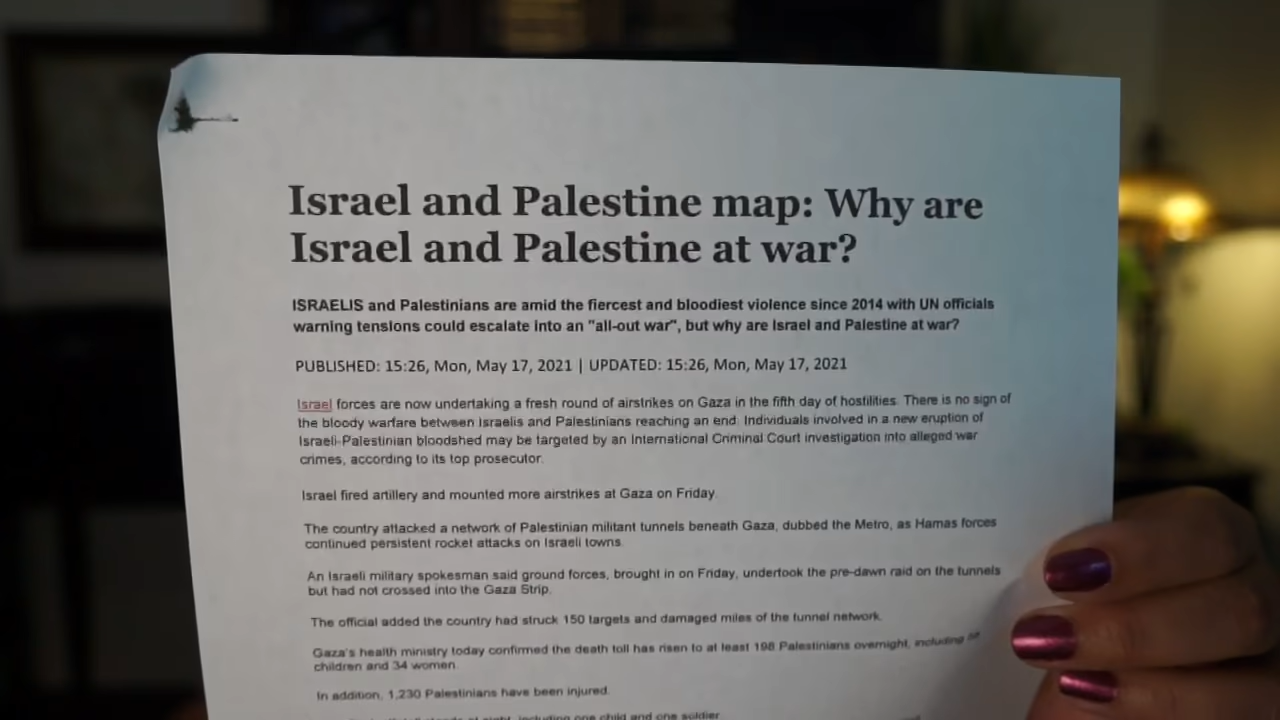 Israel and Palestine map: Why are
Israel and Palestine at war?
ISRAELIS and Palestinians are amid the fiercest and bloodiest violence since 2014 with UN officials
warning tensions could escalate into an "all-out war", but why are Israel and Palestine at war?
PUBLISHED: 15:26, Mon, May 17, 2021 | UPDATED: 15:26, Mon, May 17, 2021
Israel forces are now undertaking a fresh round of airstrikes on Gaza in the fifth day of hostilities. There is no sign of
the bloody warfare between Israelis and Paslestinians reaching an end. Individuals involved in a new eruption of
Israeli-Palestinian bloodshed may be targeted by an International Criminal Court investigation into alleged war
crimes, according to its top prosecutor.
Israel fired artillery and mounted more airstrikes at Gaza on Friday.
The country attacked a network of Palestinian militant tunnels beneath Gaza, dubbed the Metro, as Hamas forces
continued persistent rocket attacks on Israeli towns.
An Israeli military spokesman said ground forces, brought in on Friday, undertook the pre-dawn raid on the tunnels
but had not crossed into the Gaza Strip.
The official added the country had struck 150 targets and damaged miles of the tunnel network.
Gaza's health ministry today confirmed the death toll has risen to at least 198 Palestinians overnight, including
children and 34 women.
In addition, 1,230 Palestinians have been injured.
including one child and one soldier